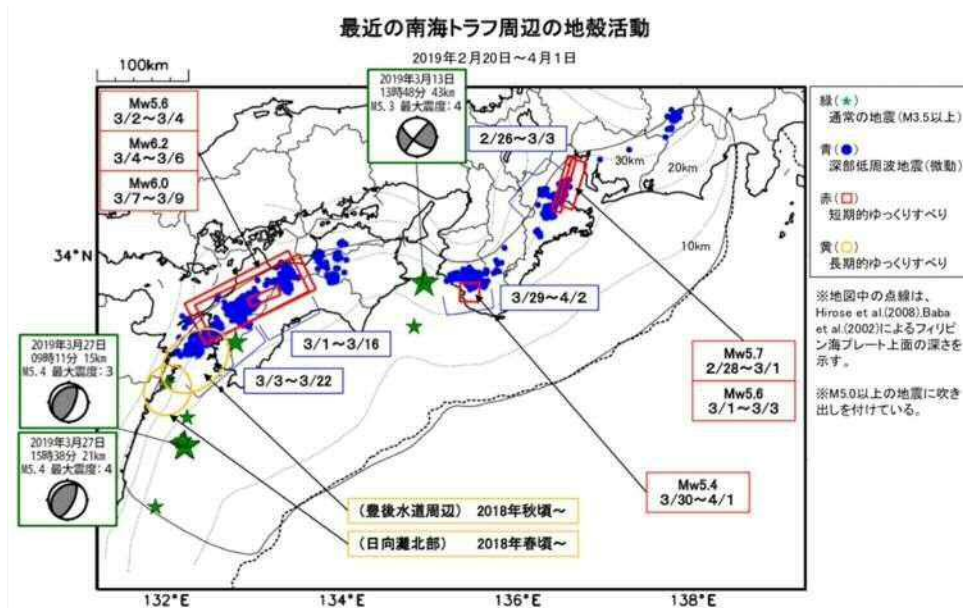 最近の南海トラフ周辺の地殻活動
2019年2月20日～4月1日
100km
2019年3月13日
13時48分 43km
M5.3 最大震度：4
Mw5.6
3/2～3/4
Mw6.2
3/4～3/6
Mw6.0
3/7～3/9
2/26～3/3
30km
20km
10km
34°N
3/29～4/2
3/1～3/16
3/3～3/22
2019年3月27日
09時11分 15km
M5.4 最大震度：3
2019年3月27日
15時38分 21km
M5.4 最大震度：4
Mw5.7
2/28～3/1
Mw5.6
3/1～3/3
Mw5.4
3/30～4/1
（豊後水道周辺） 2018年秋頃～
（日向灘北部） 2018年春頃～
132°E
134°E
136°E
138°E
緑(★)
通常の地震(M3.5以上)
青(●)
深部低周波地震(微動)
赤(□)
短期的ゆっくりすべり
黄(○)
長期的ゆっくりすべり
※地図中の点線は、
Hirose et al.(2008),Baba
et al.(2002)によるフィリピ
ン海プレート上面の深さを
示す。
※M5.0以上の地震に吹き
出しを付けている。